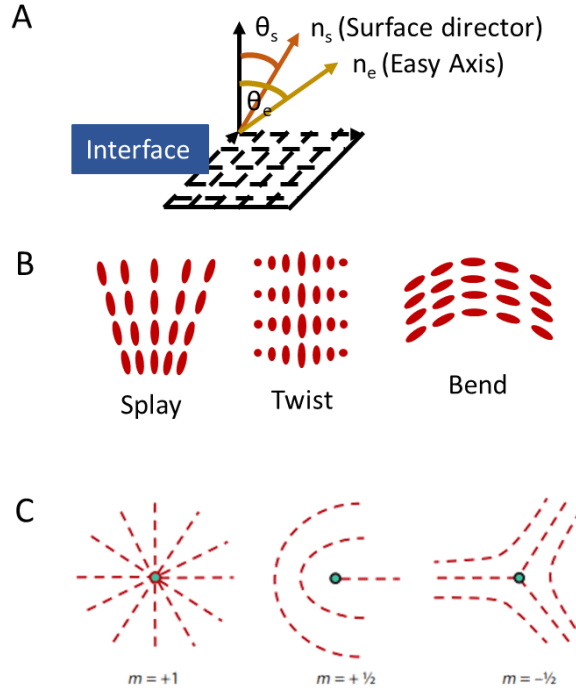 A
θs
ns (Surface director)
ne (Easy Axis)
θe
Interface
B
Splay
Twist
Bend
C
m = +1
m = + ½
m = –½